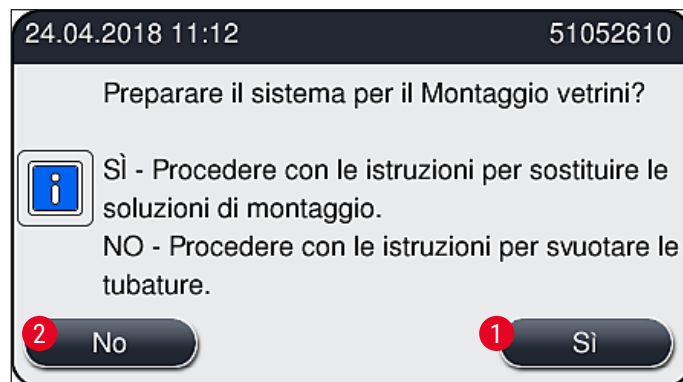 24.04.2018 11:12 51052610
Preparare il sistema per il Montaggio vetrini?
SÌ - Procedere con le istruzioni per sostituire le
soluzioni di montaggio.
NO - Procedere con le istruzioni per svuotare le
tubature.
2 No 1 Sì